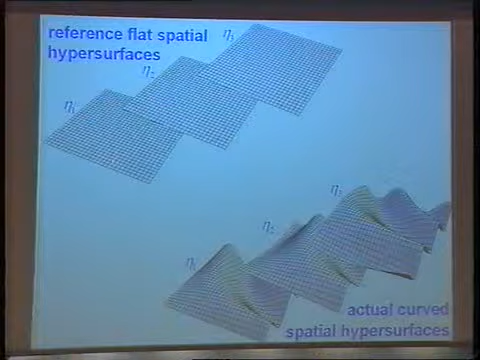 reference flat spatial
hypersurfaces
η₃
η₂
η₁
η₃
η₂
η₁
actual curved
spatial hypersurfaces